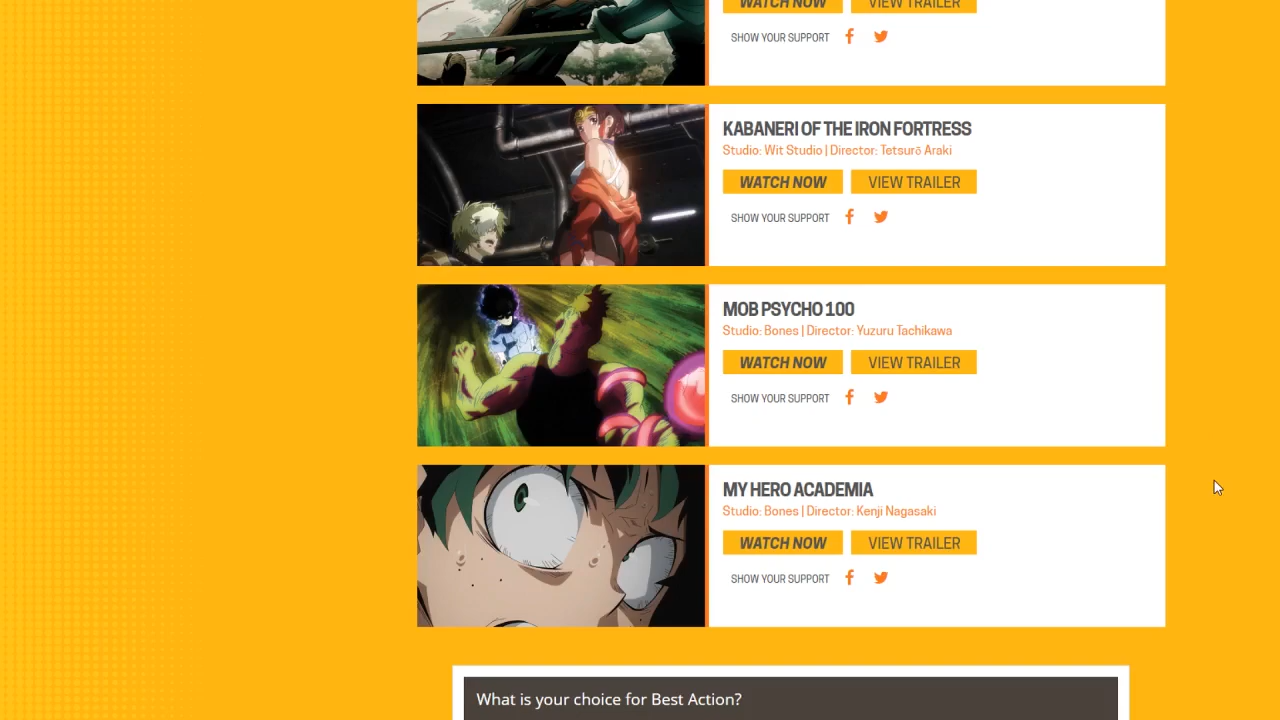 WATCH NOW VIEW TRAILER
SHOW YOUR SUPPORT
KABANERI OF THE IRON FORTRESS
Studio: Wit Studio | Director: Tetsurō Araki
WATCH NOW VIEW TRAILER
SHOW YOUR SUPPORT
MOB PSYCHO 100
Studio: Bones | Director: Yuzuru Tachikawa
WATCH NOW VIEW TRAILER
SHOW YOUR SUPPORT
MY HERO ACADEMIA
Studio: Bones | Director: Kenji Nagasaki
WATCH NOW VIEW TRAILER
SHOW YOUR SUPPORT
What is your choice for Best Action?